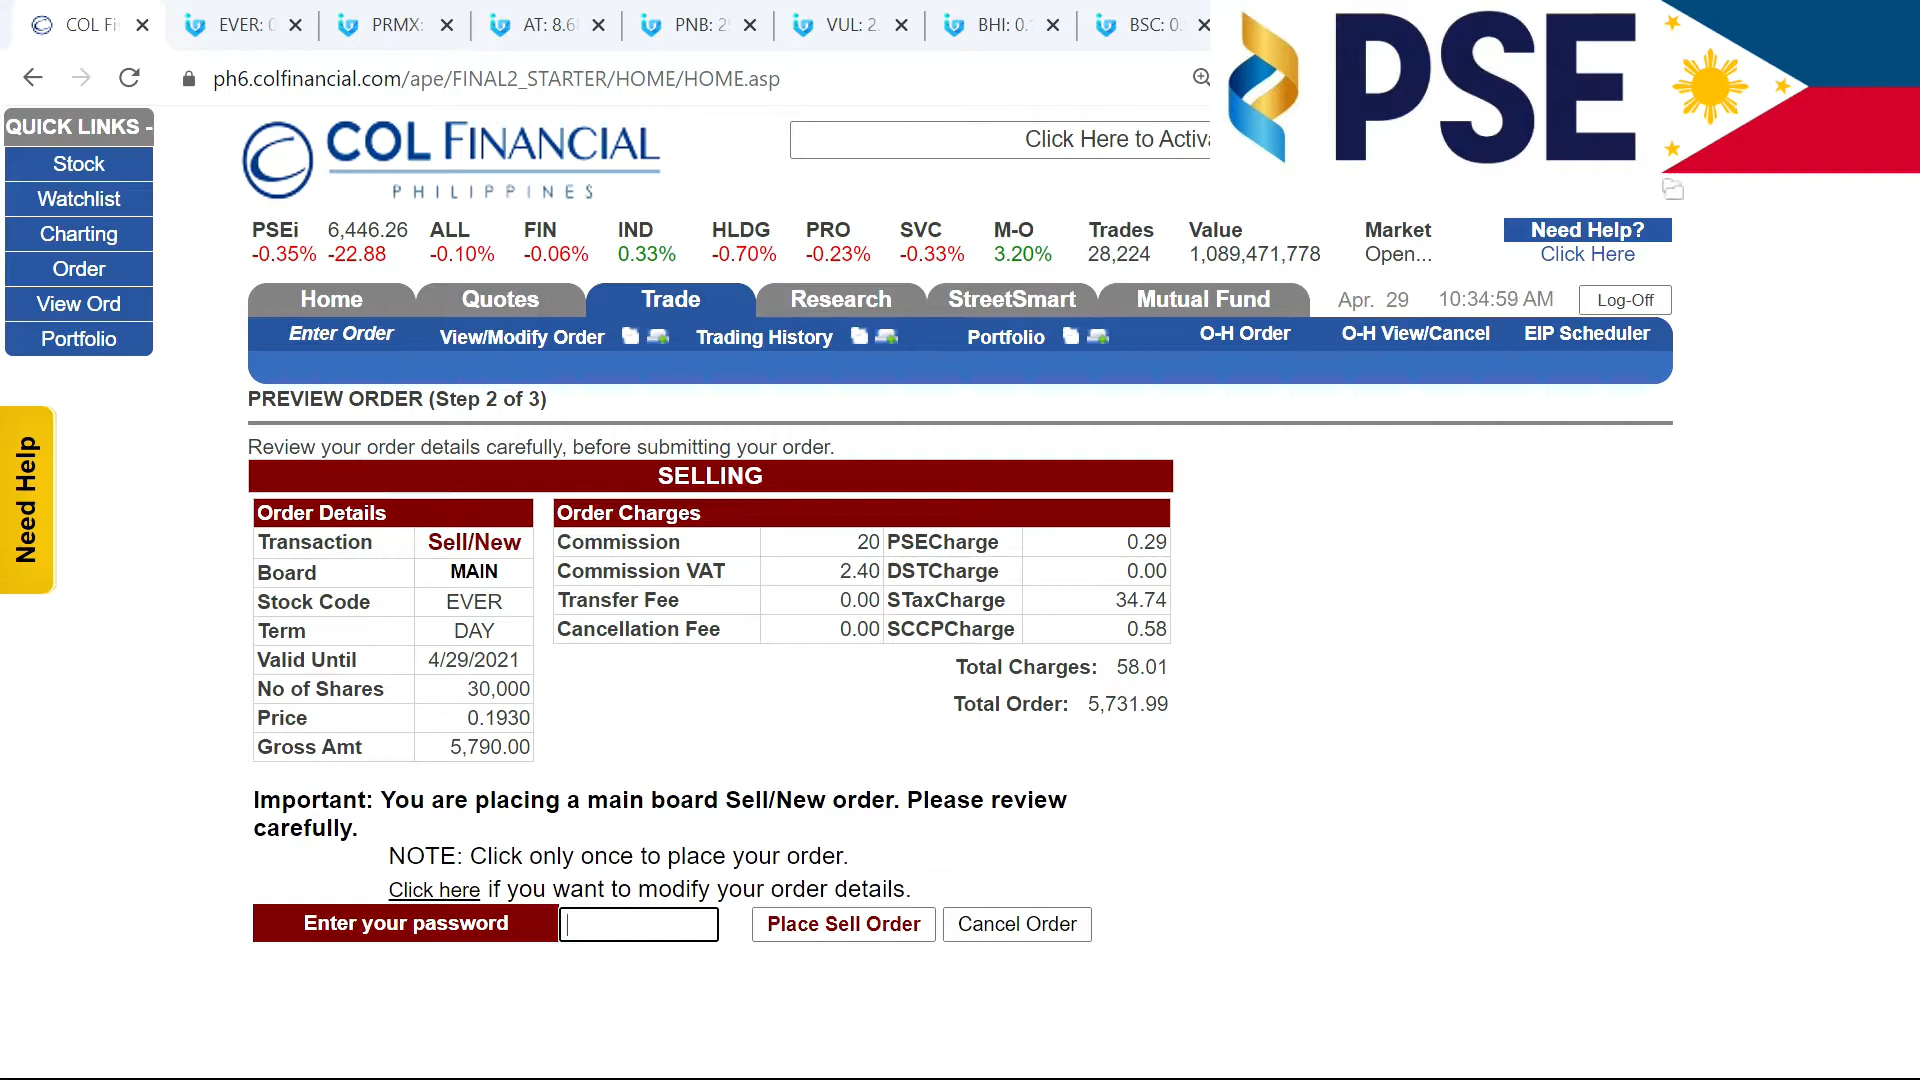 COL Fi
EVER: 0
PRMX:
AT: 8.6
PNB: 2
VUL: 2.
BHI: 0.
BSC: 0.
PSE
ph6.colfinancial.com/ape/FINAL2_STARTER/HOME/HOME.asp
QUICK LINKS -
Stock
Watchlist
Charting
Order
View Ord
Portfolio
Need Help
COL FINANCIAL
PHILIPPINES
Click Here to Activa
PSEi 6,446.26 ALL FIN IND HLDG PRO SVC M-O Trades Value Market Need Help?
-0.35% -22.88 -0.10% -0.06% 0.33% -0.70% -0.23% -0.33% 3.20% 28,224 1,089,471,778 Open... Click Here
Home Quotes Trade Research StreetSmart Mutual Fund Apr. 29 10:34:59 AM Log-Off
Enter Order View/Modify Order Trading History Portfolio O-H Order O-H View/Cancel EIP Scheduler
PREVIEW ORDER (Step 2 of 3)
Review your order details carefully, before submitting your order.
SELLING
Order Details
Transaction Sell/New
Board MAIN
Stock Code EVER
Term DAY
Valid Until 4/29/2021
No of Shares 30,000
Price 0.1930
Gross Amt 5,790.00
Order Charges
Commission 20 PSECharge 0.29
Commission VAT 2.40 DSTCharge 0.00
Transfer Fee 0.00 STaxCharge 34.74
Cancellation Fee 0.00 SCCPCharge 0.58
Total Charges: 58.01
Total Order: 5,731.99
Important: You are placing a main board Sell/New order. Please review
carefully.
NOTE: Click only once to place your order.
Click here if you want to modify your order details.
Enter your password Place Sell Order Cancel Order